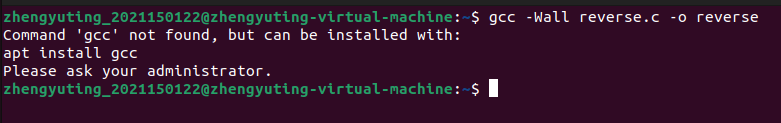 zhengyuting_2021150122@zhengyuting-virtual-machine:~$ gcc -Wall reverse.c -o reverse
Command 'gcc' not found, but can be installed with:
apt install gcc
Please ask your administrator.
zhengyuting_2021150122@zhengyuting-virtual-machine:~$